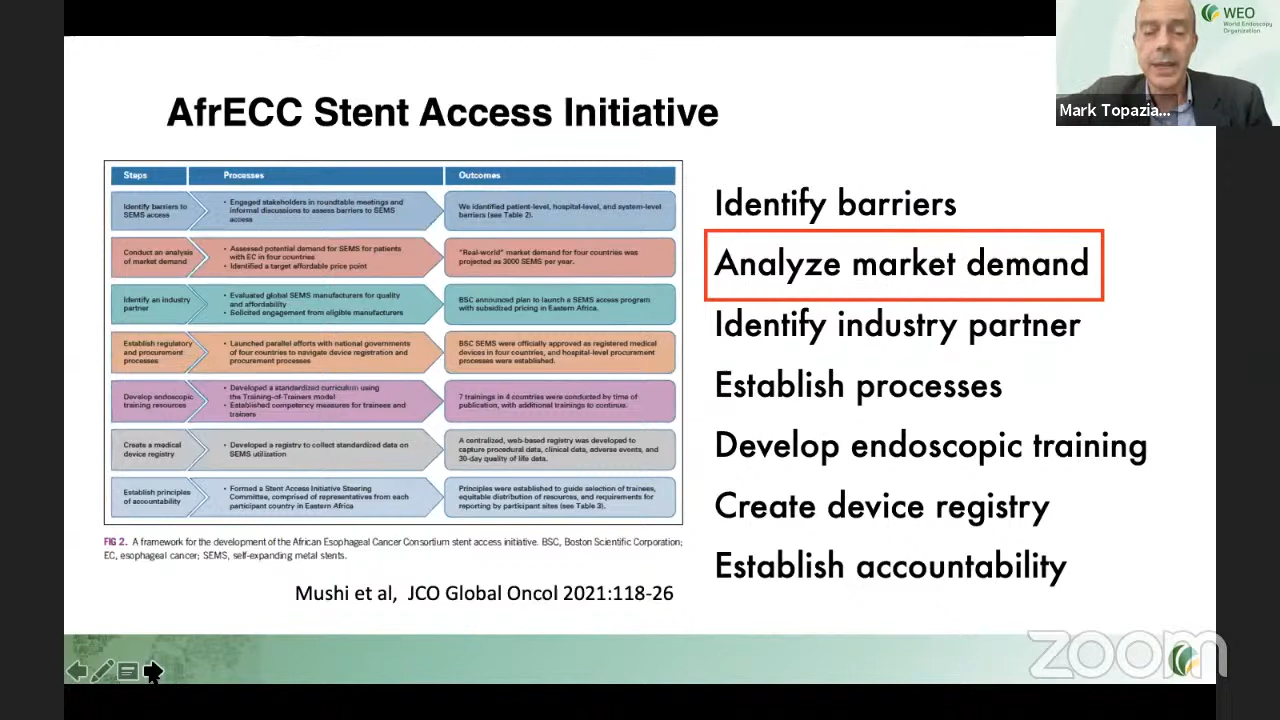 WEO
World Endoscopy
Organization
Mark Topazia...
AfrECC Stent Access Initiative
Steps
Processes
Outcomes
Identify barriers to
SEMS access
• Engaged stakeholders in roundtable meetings and
informal discussions to assess barriers to SEMS
access
We identified patient-level, hospital-level, and system-level
barriers (see Table 2).
Conduct an analysis
of market demand
• Assessed potential demand for SEMS for patients
with EC in four countries
• Identified a target affordable price point
"Real-world" market demand for four countries was
projected as 3000 SEMS per year.
Identify an industry
partner
• Evaluated global SEMS manufacturers for quality
and affordability
• Solicited engagement from eligible manufacturers
BSC announced plan to launch a SEMS access program
with subsidized pricing in Eastern Africa.
Establish regulatory
and procurement
processes
• Launched parallel efforts with national governments
of four countries to navigate device registration and
procurement processes
BSC SEMS were officially approved as registered medical
devices in four countries, and hospital-level procurement
processes were established.
Develop endoscopic
training resources
• Developed a standardized curriculum using
the Training-of-Trainers model
• Established competency measures for trainees and
trainers
7 trainings in 4 countries were conducted by time of
publication, with additional trainings to continue.
Create a medical
device registry
• Developed a registry to collect standardized data on
SEMS utilization
A centralized, web-based registry was developed to
capture procedural data, clinical data, adverse events, and
30-day quality of life data.
Establish principles
of accountability
• Formed a Stent Access Initiative Steering
Committee, comprised of representatives from each
participant country in Eastern Africa
Principles were established to guide selection of trainees,
equitable distribution of resources, and requirements for
reporting by participant sites (see Table 3).
FIG 2. A framework for the development of the African Esophageal Cancer Consortium stent access initiative. BSC, Boston Scientific Corporation;
EC, esophageal cancer; SEMS, self-expanding metal stents.
Mushi et al, JCO Global Oncol 2021:118-26
Identify barriers
Analyze market demand
Identify industry partner
Establish processes
Develop endoscopic training
Create device registry
Establish accountability
zoom